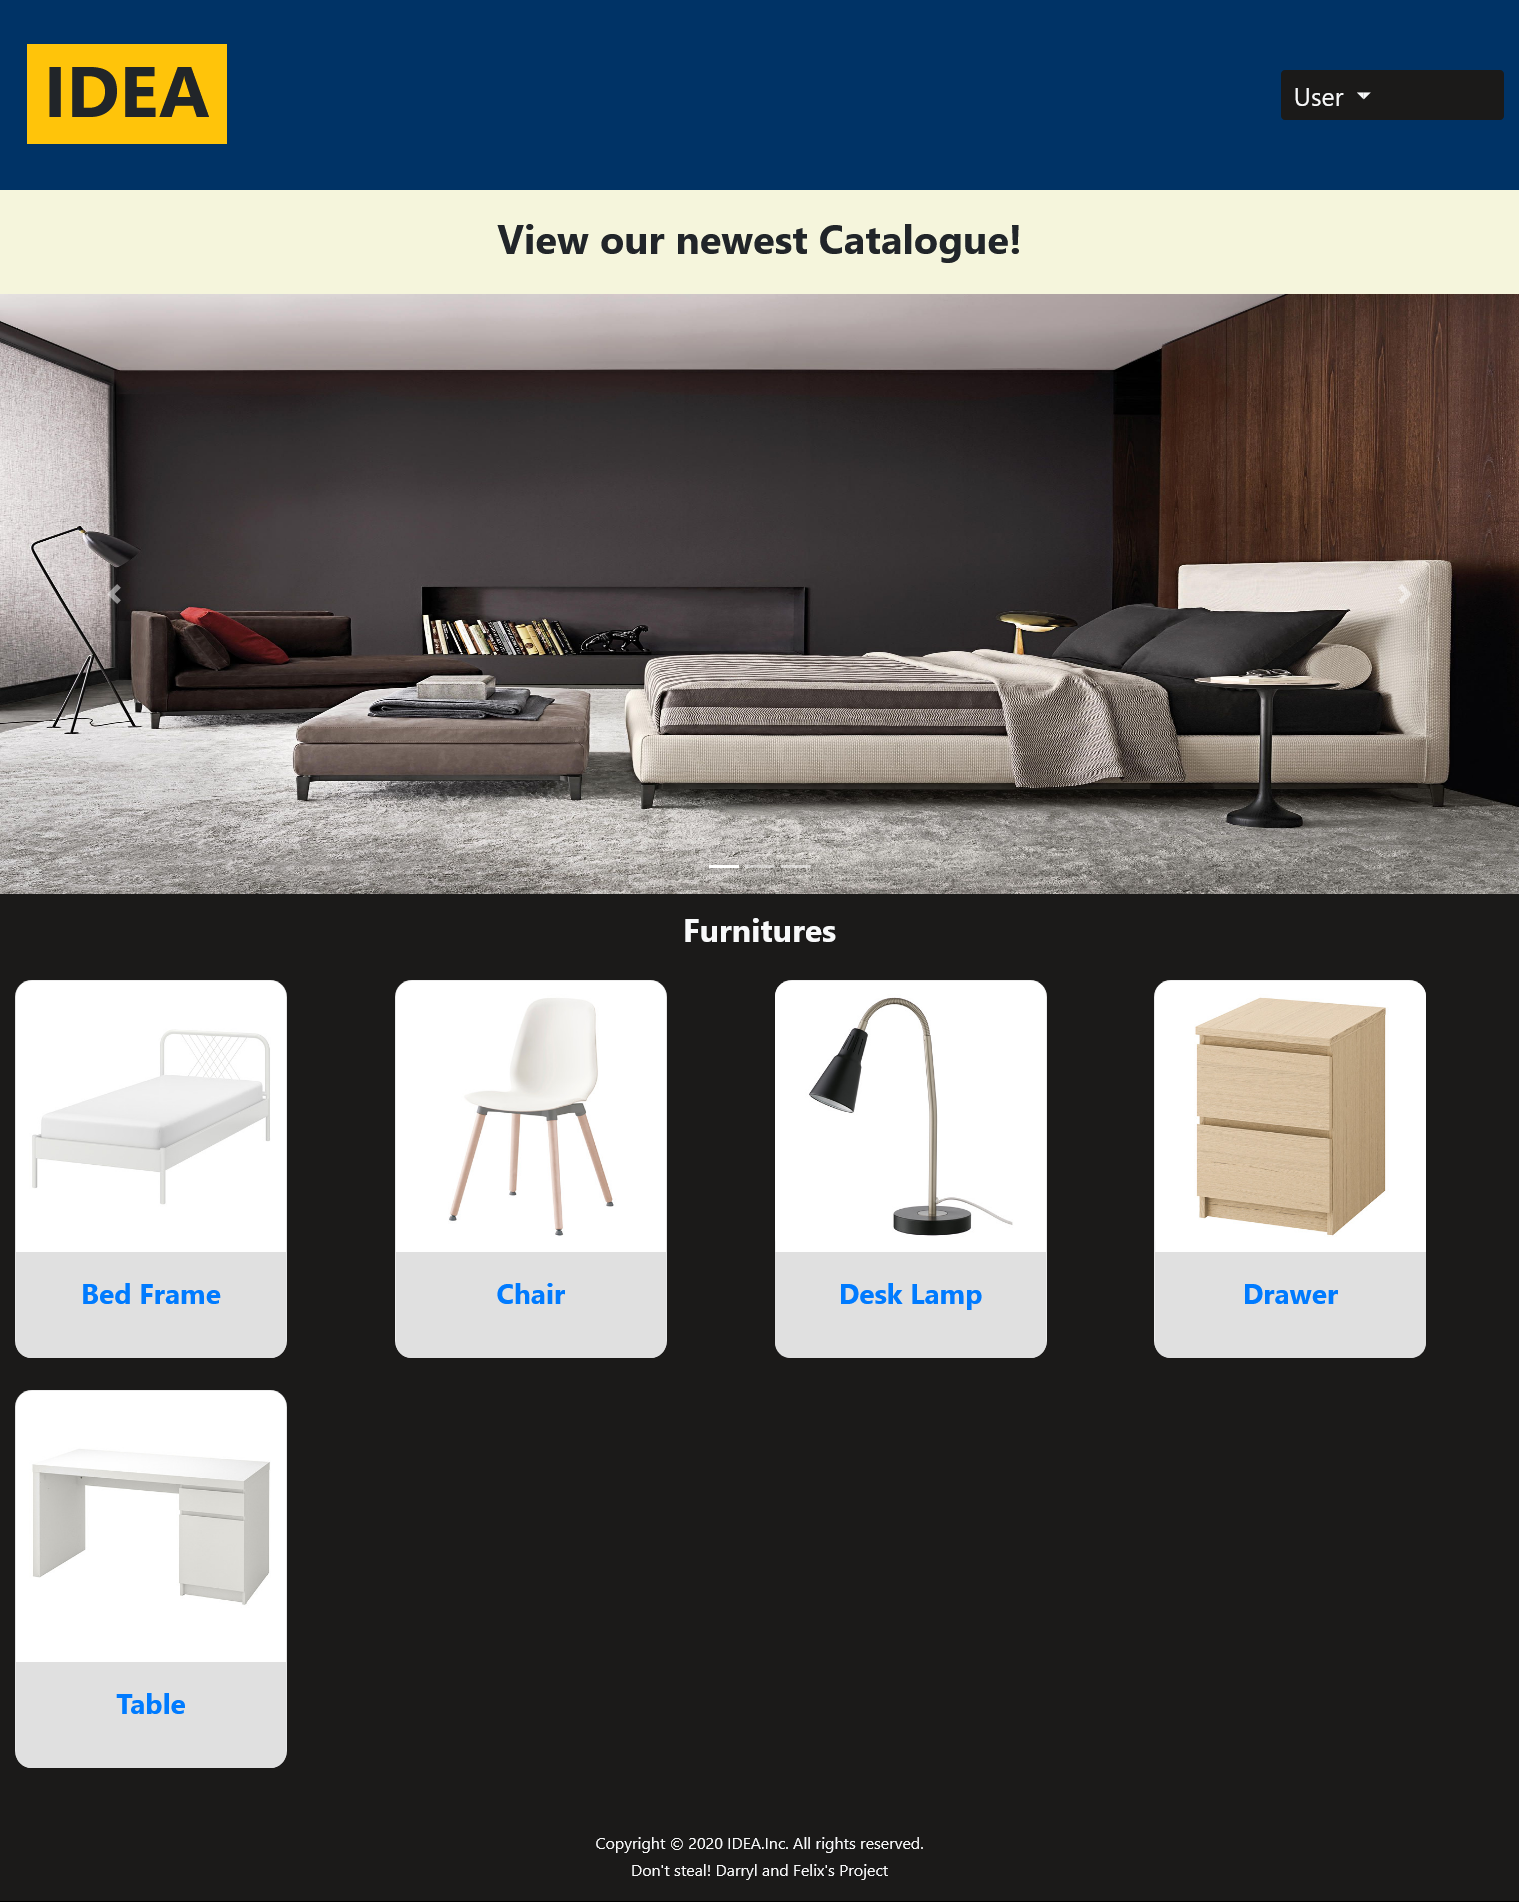 IDEA
User
View our newest Catalogue!
Furnitures
Bed Frame
Chair
Desk Lamp
Drawer
Table
Copyright © 2020 IDEA.Inc. All rights reserved.
Don't steal! Darryl and Felix's Project